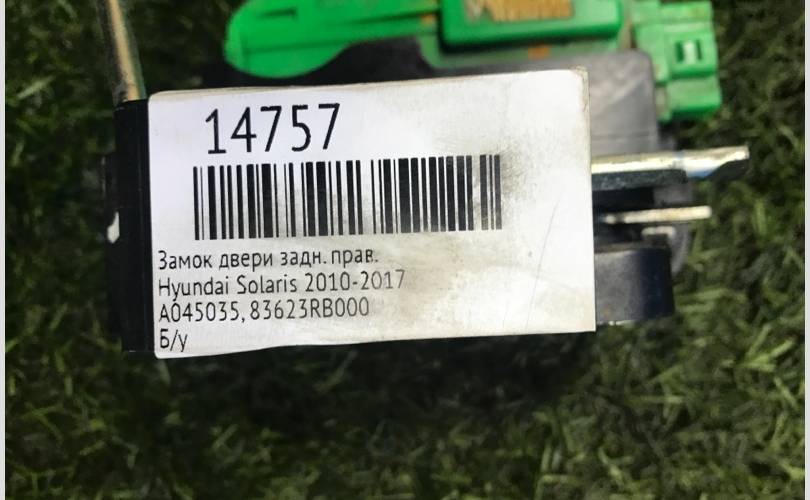 14757
Замок двери задн. прав.
Hyundai Solaris 2010-2017
A045035, 83623RB000
Б/у